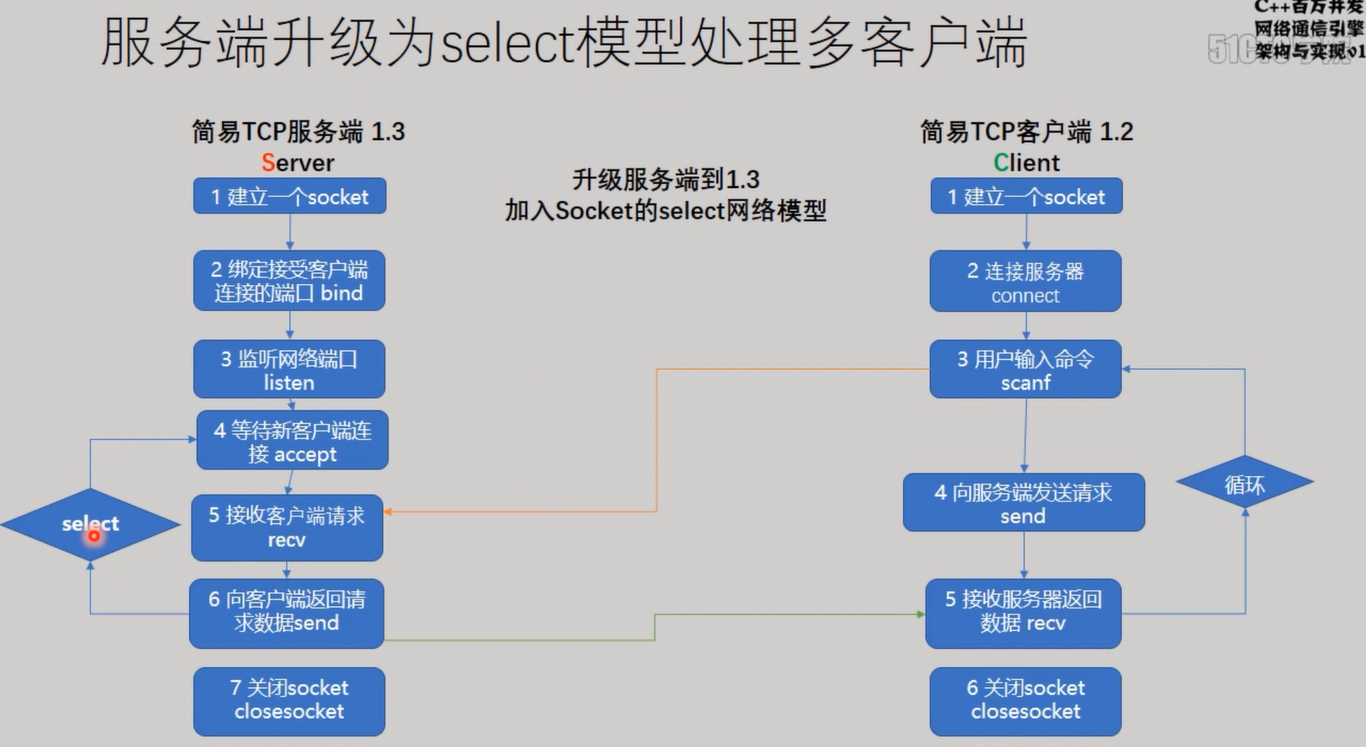 服务端升级为select模型处理多客户端
C++百万并发
网络通信引擎
架构与实现01
简易TCP服务端 1.3
Server
1 建立一个socket
2 绑定接受客户端
连接的端口 bind
3 监听网络端口
listen
4 等待新客户端连
接 accept
5 接收客户端请求
recv
6 向客户端返回请
求数据send
7 关闭socket
closesocket
select
升级服务端到1.3
加入Socket的select网络模型
简易TCP客户端 1.2
Client
1 建立一个socket
2 连接服务器
connect
3 用户输入命令
scanf
4 向服务端发送请求
send
5 接收服务器返回
数据 recv
6 关闭socket
closesocket
循环